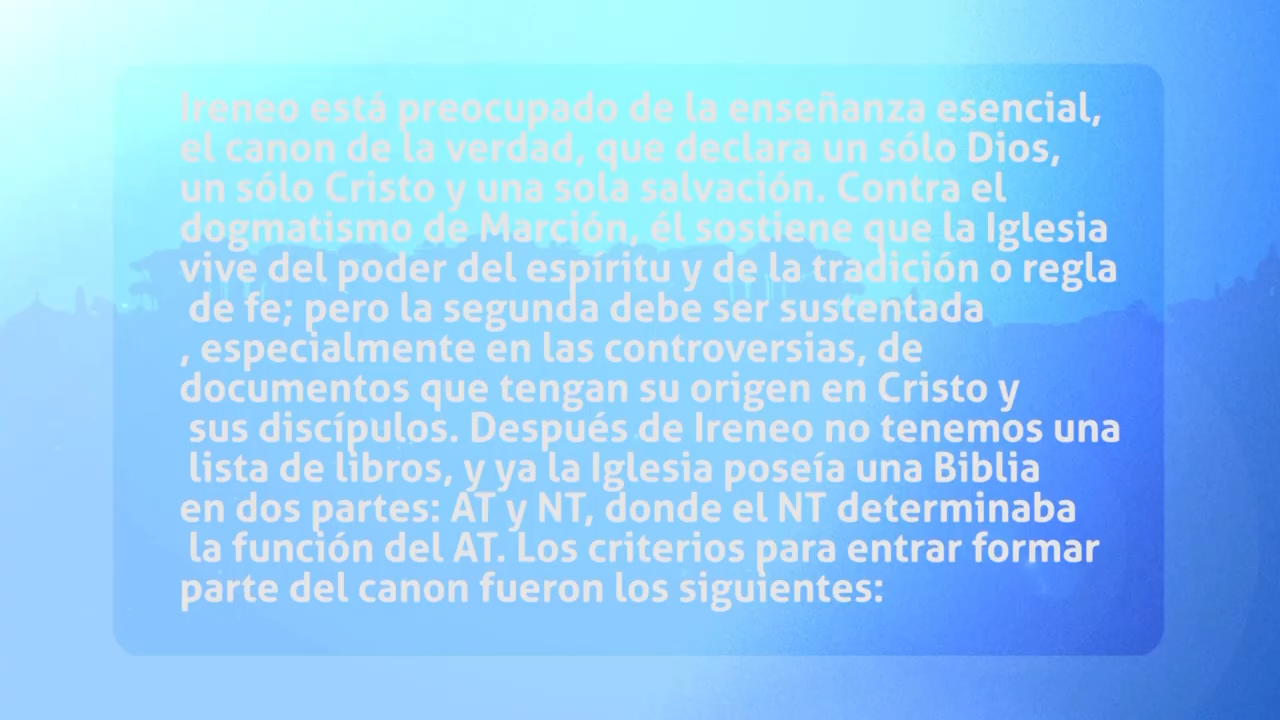 Ireneo está preocupado de la enseñanza esencial,
el canon de la verdad, que declara un sólo Dios,
un sólo Cristo y una sola salvación. Contra el
dogmatismo de Marción, él sostiene que la Iglesia
vive del poder del espíritu y de la tradición o regla
de fe; pero la segunda debe ser sustentada
, especialmente en las controversias, de
documentos que tengan su origen en Cristo y
sus discípulos. Después de Ireneo no tenemos una
lista de libros, y ya la Iglesia poseía una Biblia
en dos partes: AT y NT, donde el NT determinaba
la función del AT. Los criterios para entrar formar
parte del canon fueron los siguientes: